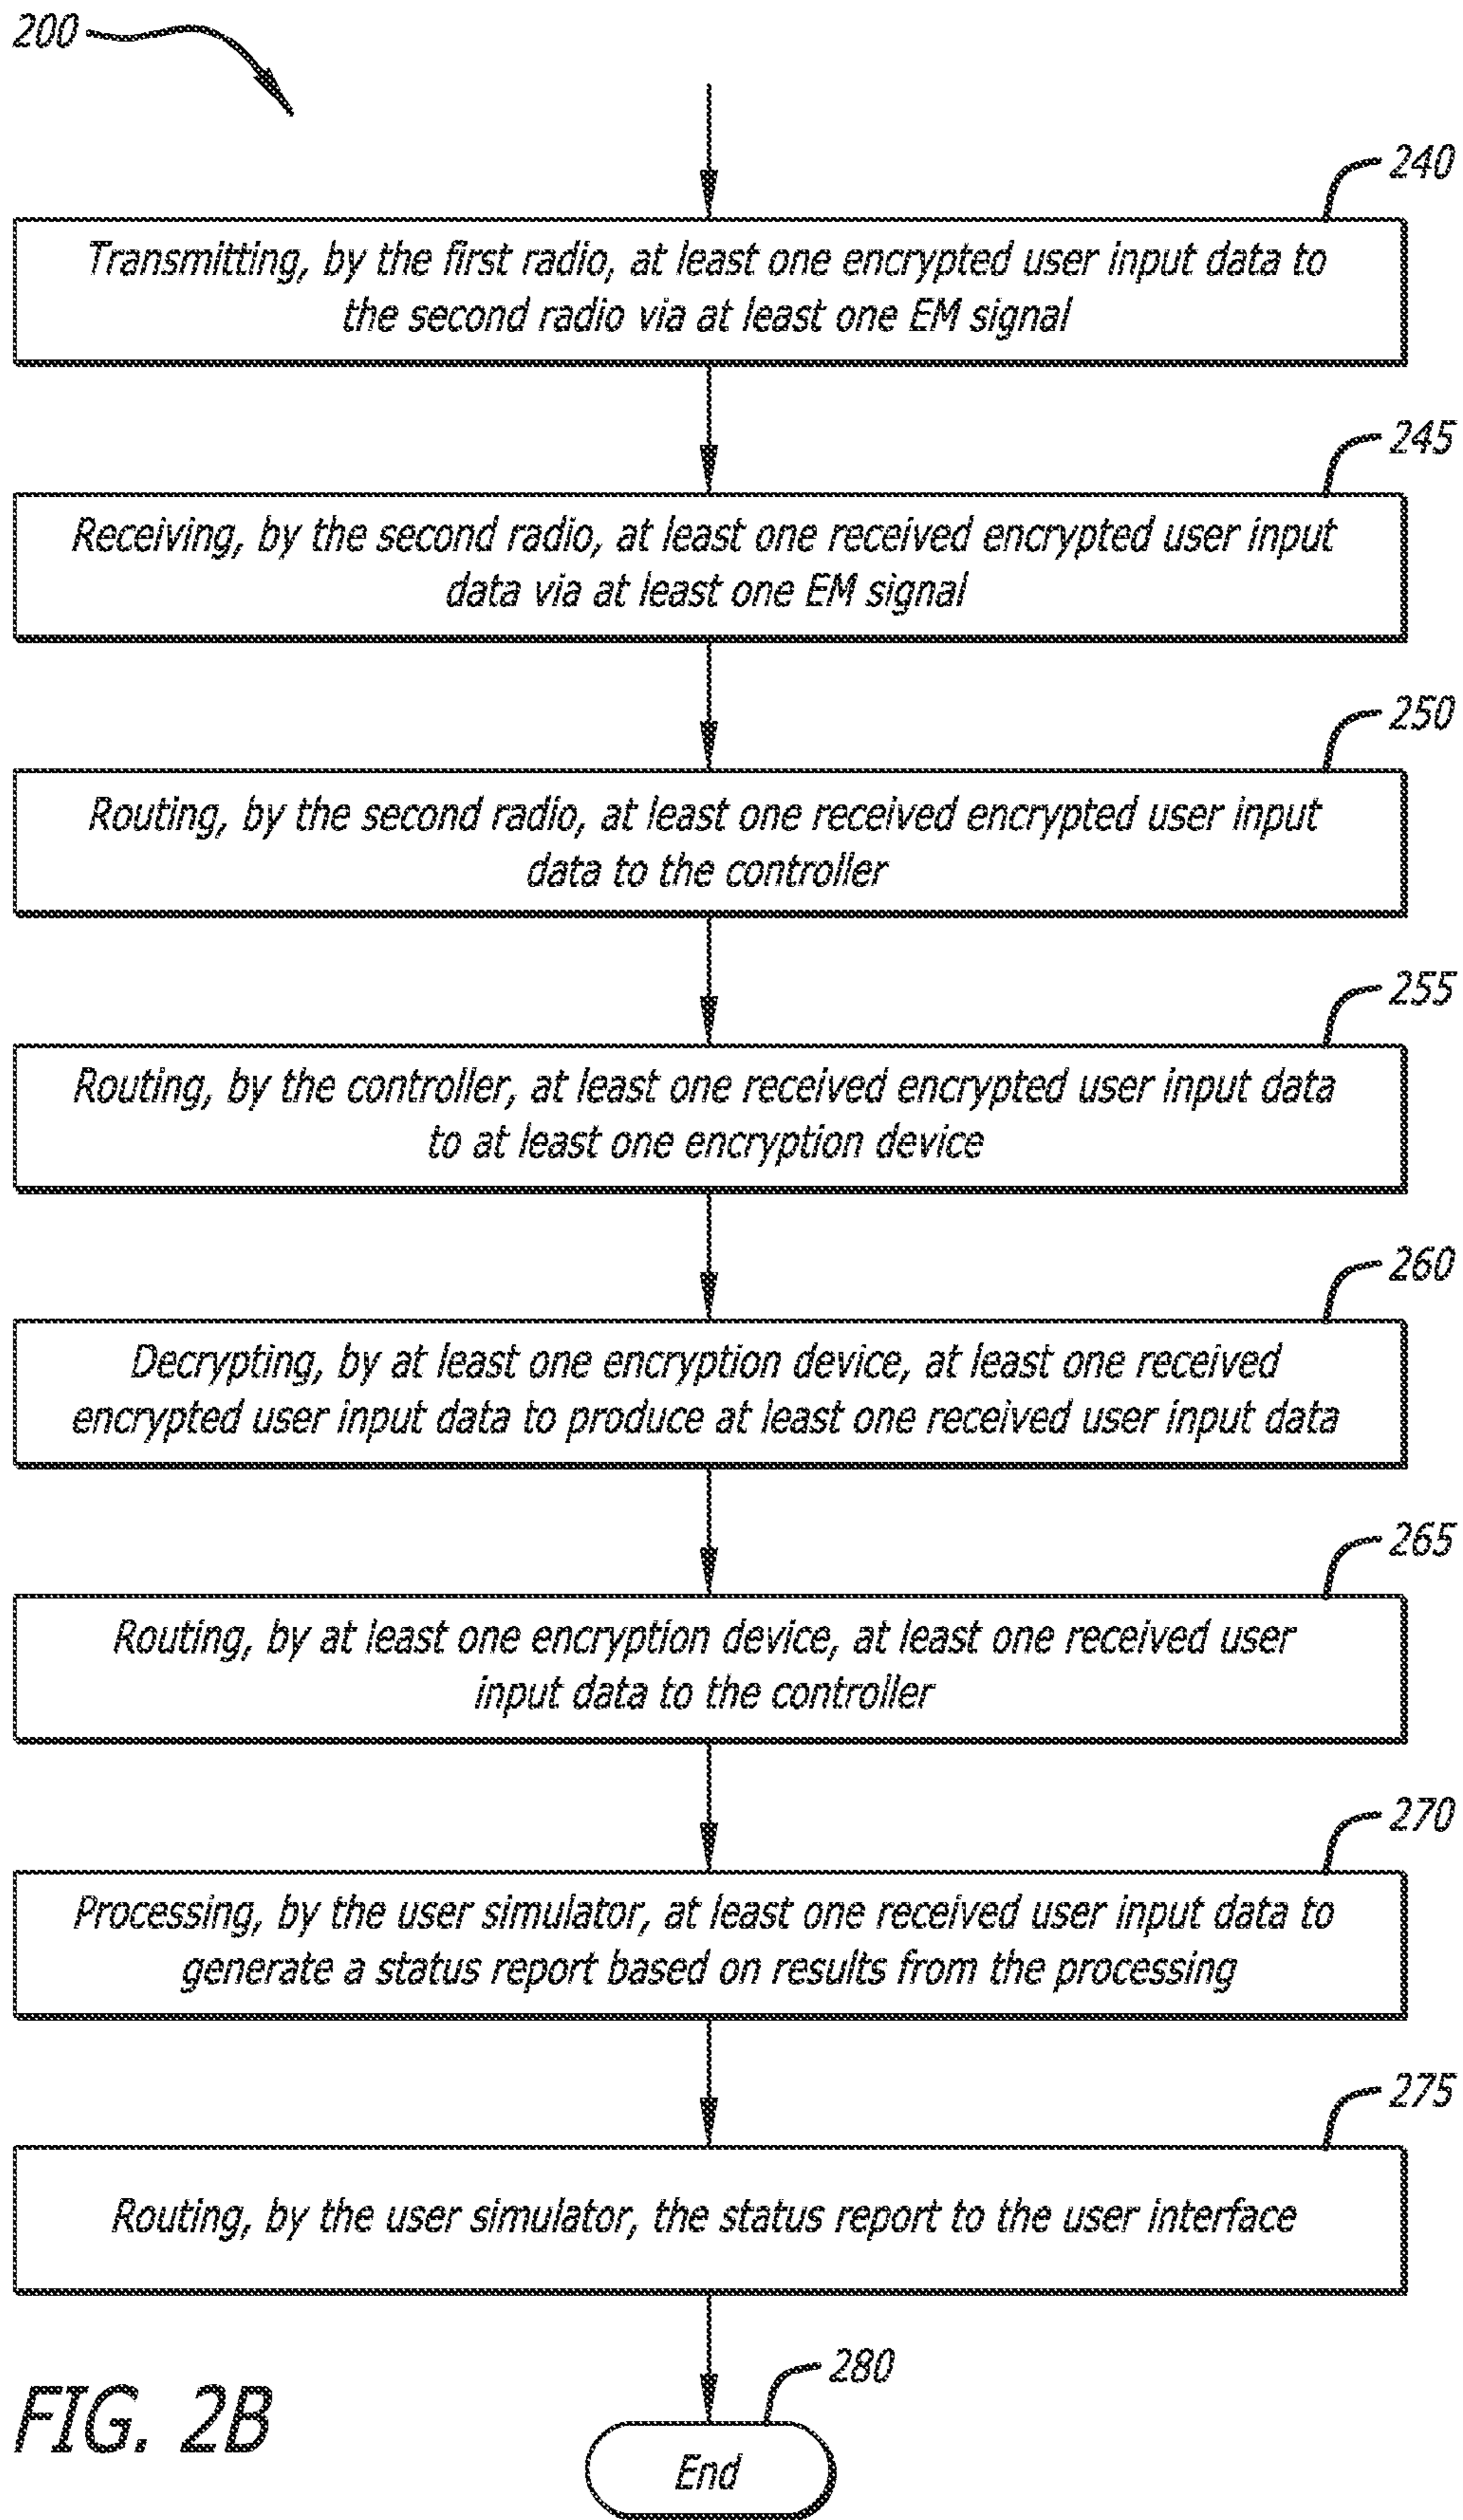 200
240
Transmitting, by the first radio, at least one encrypted user input data to
the second radio via at least one EM signal
245
Receiving, by the second radio, at least one received encrypted user input
data via at least one EM signal
250
Routing, by the second radio, at least one received encrypted user input
data to the controller
255
Routing, by the controller, at least one received encrypted user input data
to at least one encryption device
260
Decrypting, by at least one encryption device, at least one received
encrypted user input data to produce at least one received user input data
265
Routing, by at least one encryption device, at least one received user
input data to the controller
270
Processing, by the user simulator, at least one received user input data to
generate a status report based on results from the processing
275
Routing, by the user simulator, the status report to the user interface
280
End
FIG. 2B